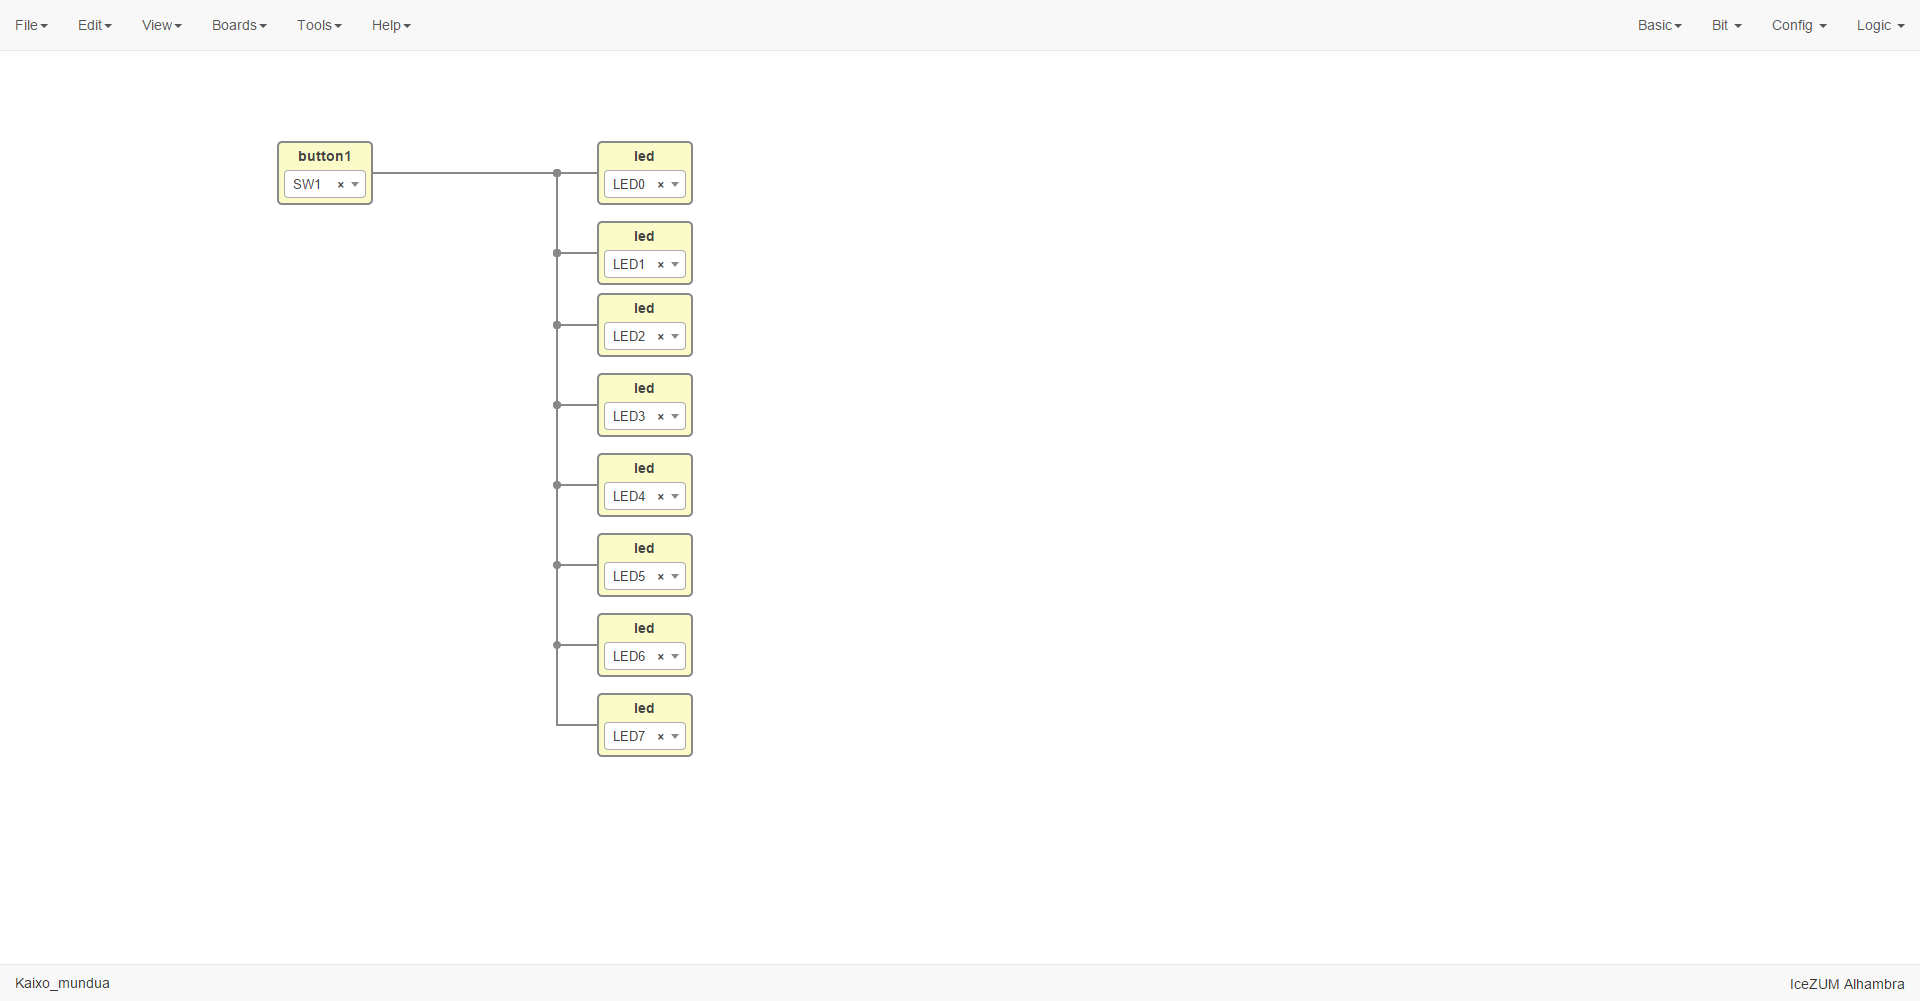 File Edit View Boards Tools Help Basic Bit Config Logic
button1
SW1 ×
led
LED0 ×
led
LED1 ×
led
LED2 ×
led
LED3 ×
led
LED4 ×
led
LED5 ×
led
LED6 ×
led
LED7 ×
Kaixo_mundua
IceZUM Alhambra